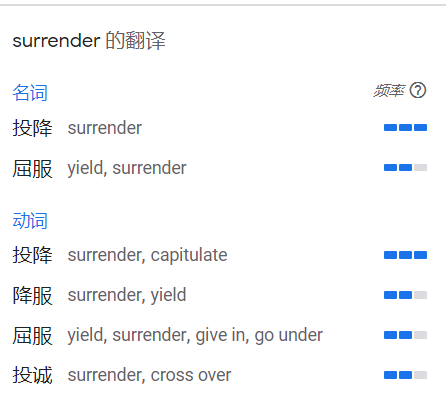 surrender 的翻译
名词 频率
投降 surrender
屈服 yield, surrender
动词
投降 surrender, capitulate
降服 surrender, yield
屈服 yield, surrender, give in, go under
投诚 surrender, cross over